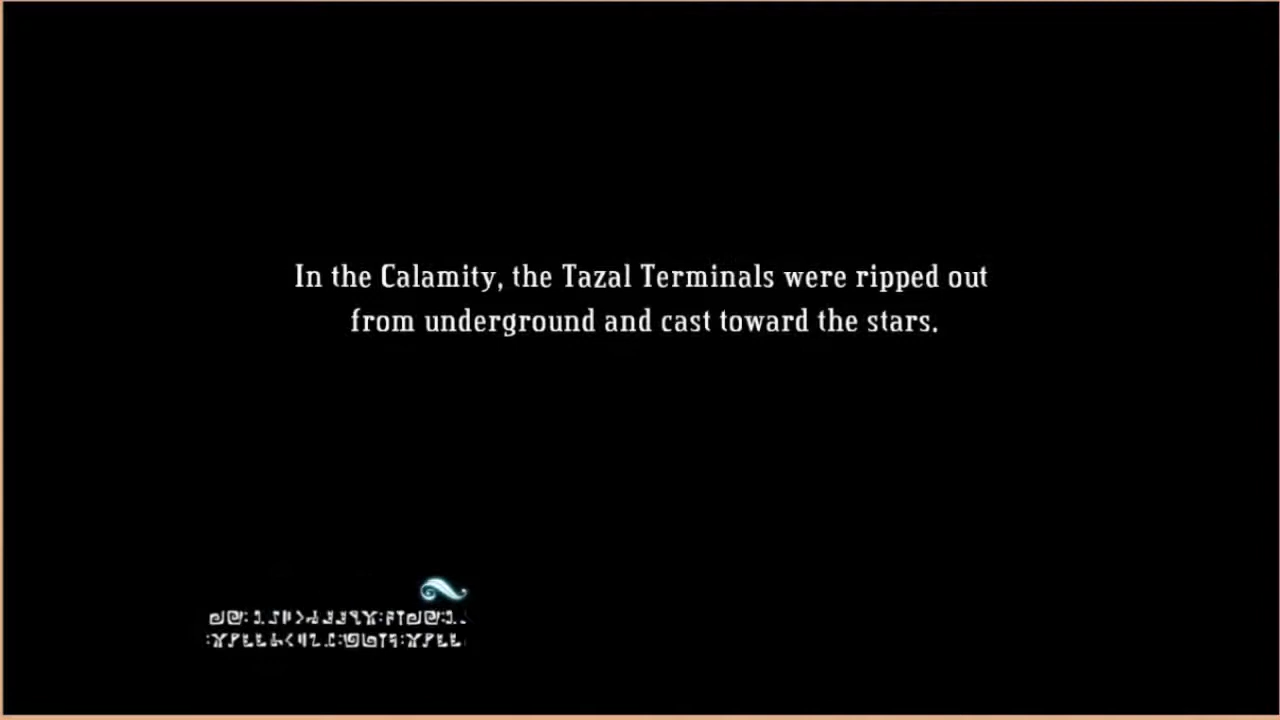 In the Calamity, the Tazal Terminals were ripped out
from underground and cast toward the stars.